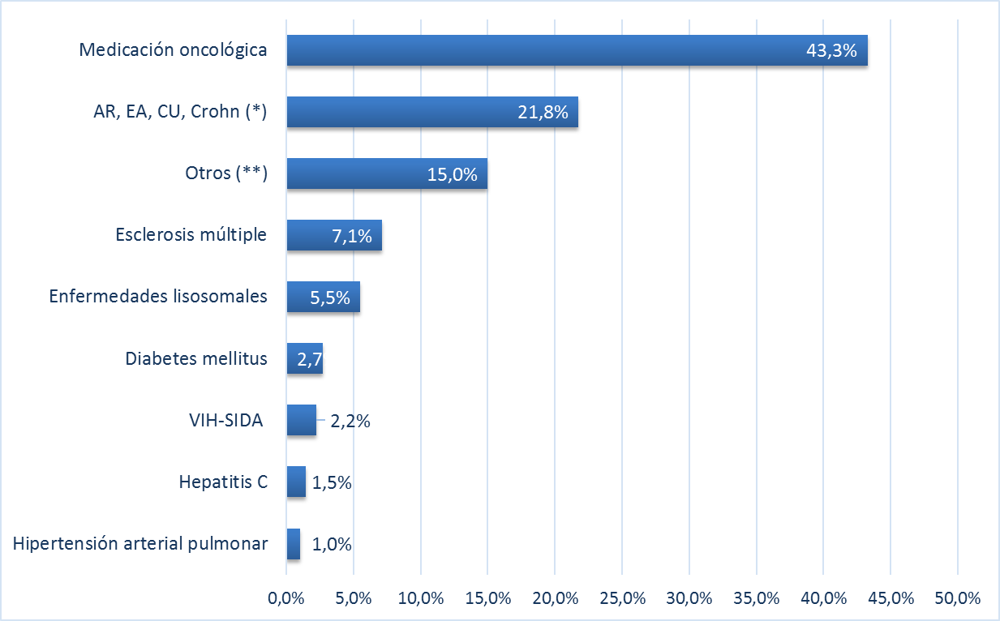 Medicación oncológica
43,3%
AR, EA, CU, Crohn (*)
21,8%
Otros (**)
15,0%
Esclerosis múltiple
7,1%
Enfermedades lisosomales
5,5%
Diabetes mellitus
2,7
VIH-SIDA
2,2%
Hepatitis C
1,5%
Hipertensión arterial pulmonar
1,0%
0,0% 5,0% 10,0% 15,0% 20,0% 25,0% 30,0% 35,0% 40,0% 45,0% 50,0%